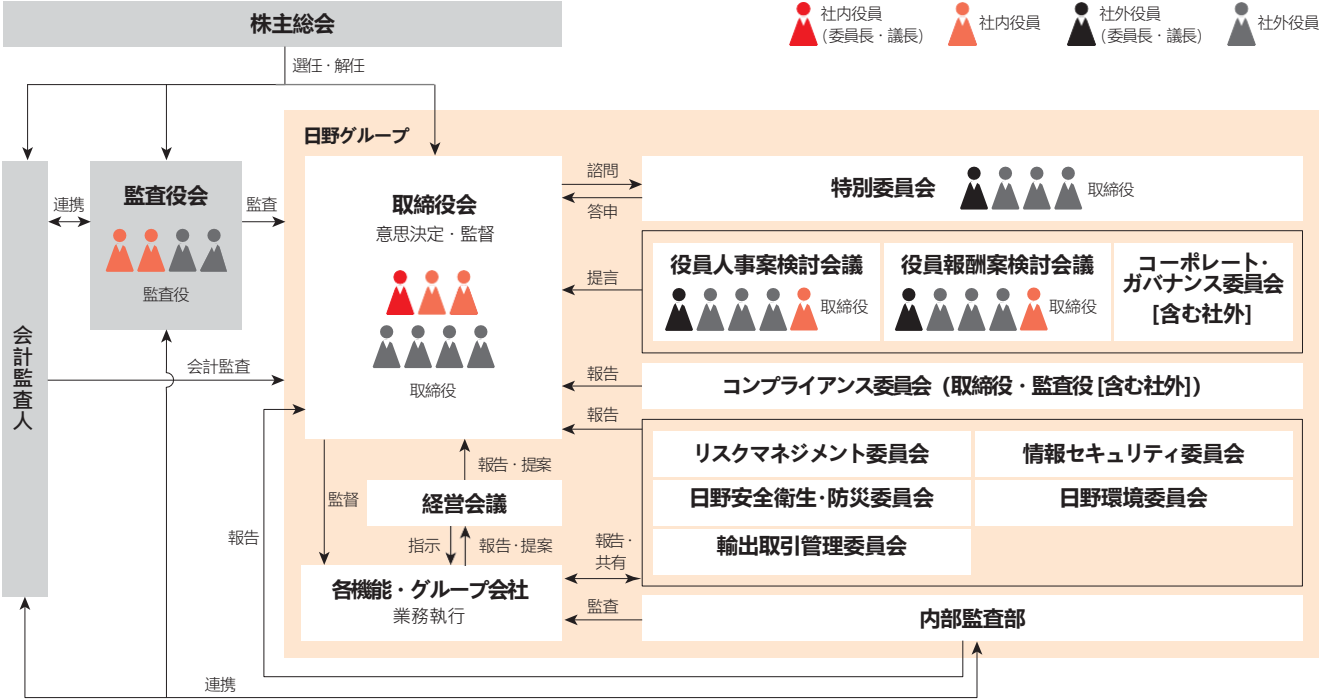 株主総会
社内役員
(委員長・議長)
社内役員
社外役員
(委員長・議長)
社外役員
選任・解任
日野グループ
会計監査人
連携
監査役会
監査役
監査
取締役会
意思決定・監督
取締役
諮問
答申
特別委員会
取締役
提言
役員人事案検討会議
取締役
役員報酬案検討会議
取締役
コーポレート・
ガバナンス委員会
[含む社外]
会計監査
報告
コンプライアンス委員会（取締役・監査役 [含む社外]）
報告
リスクマネジメント委員会
情報セキュリティ委員会
日野安全衛生・防災委員会
日野環境委員会
輸出取引管理委員会
報告・提案
監督
経営会議
指示
報告・提案
報告
報告・
共有
各機能・グループ会社
業務執行
監査
内部監査部
連携